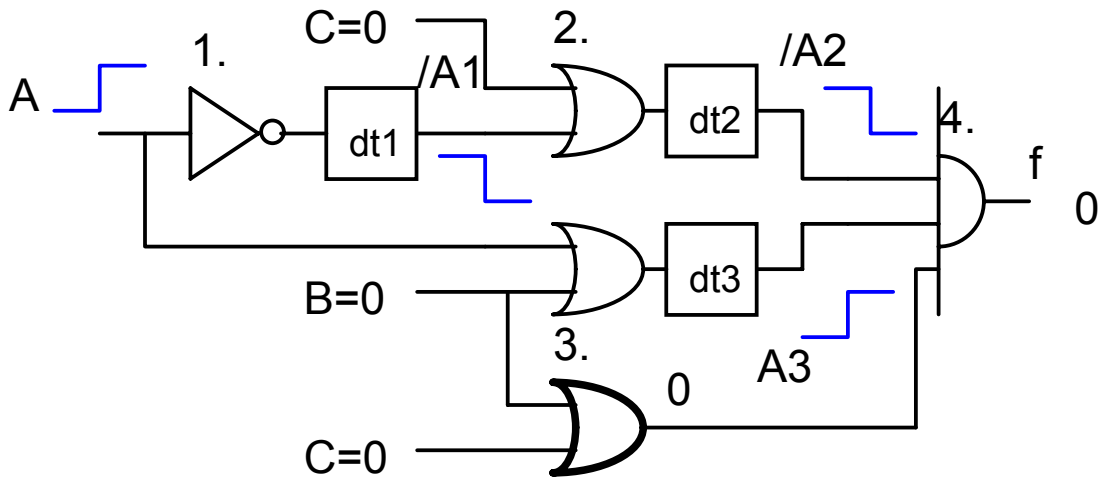 C=0
2.
1.
/A1
/A2
A
dt1
dt2
4.
f
0
dt3
B=0
3.
A3
0
C=0